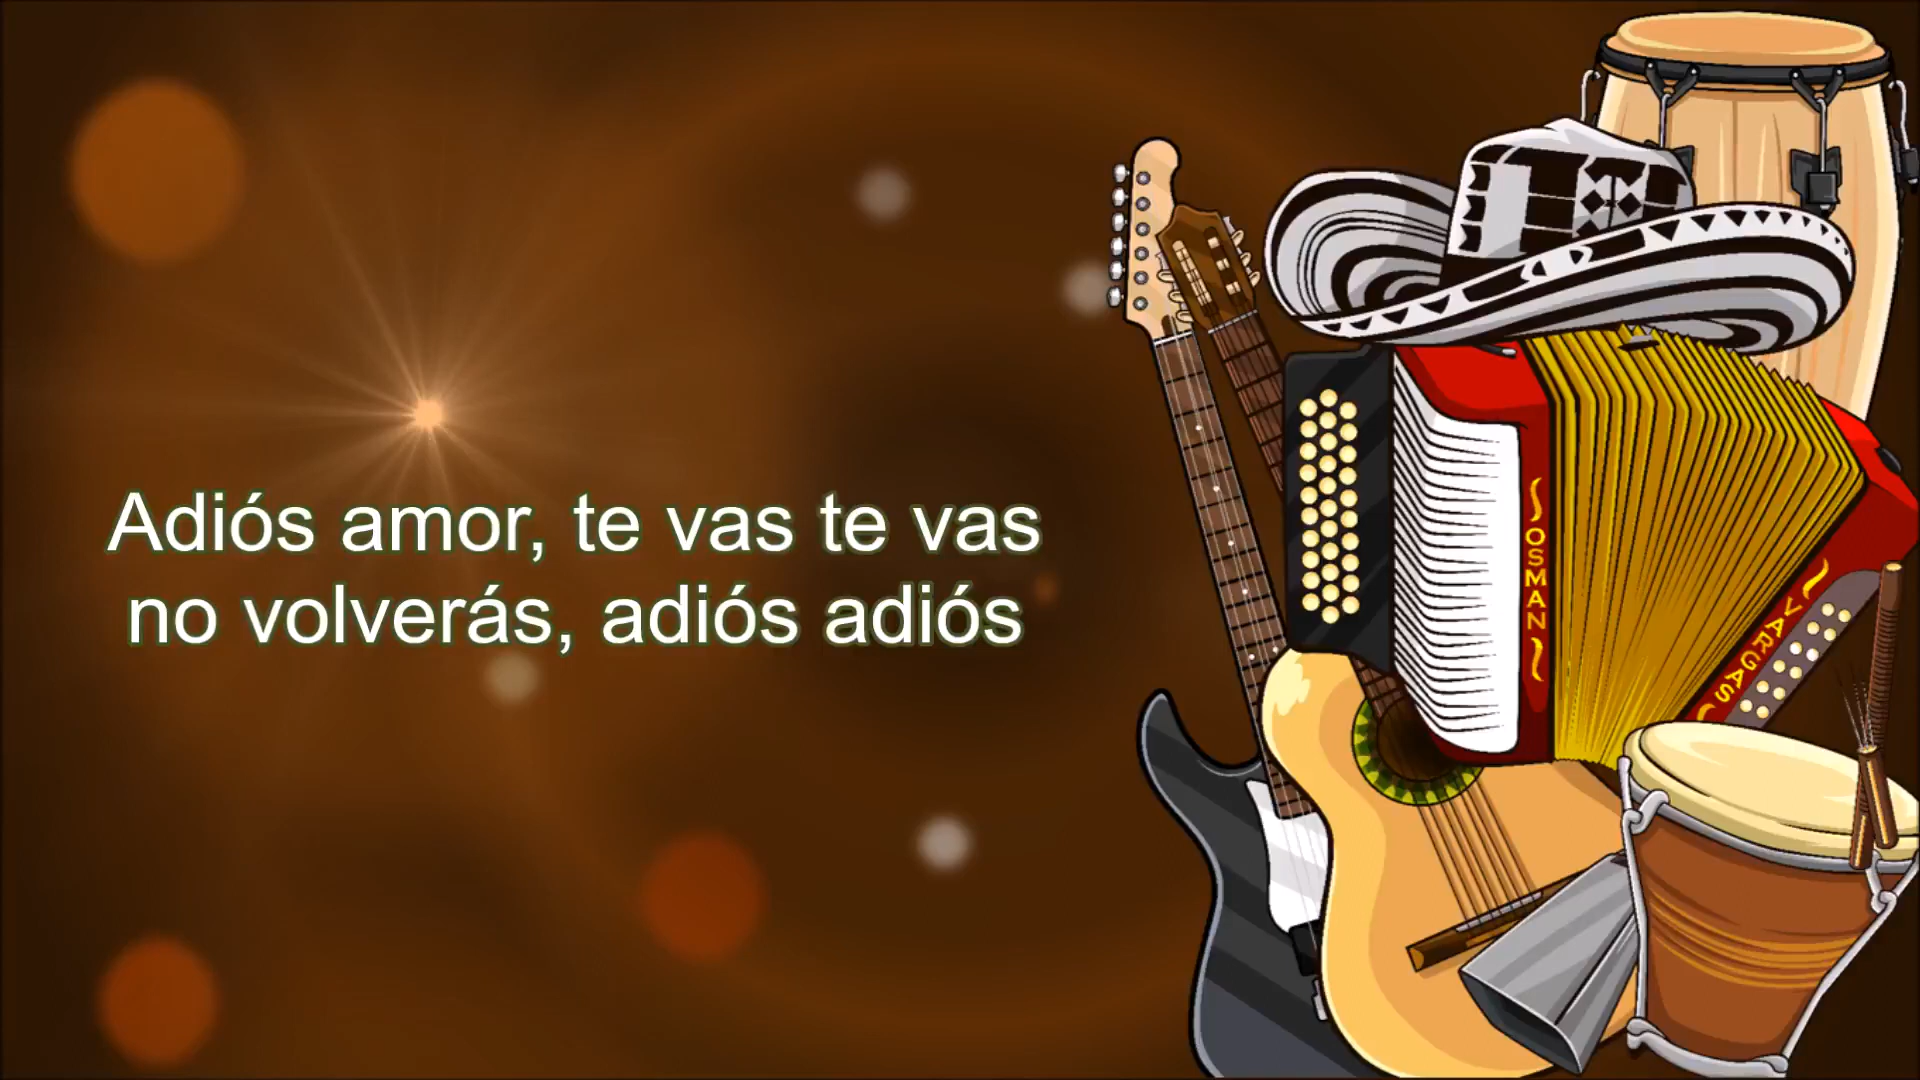 Adiós amor, te vas te vas
no volverás, adiós adiós
OSMAN
VARGAS